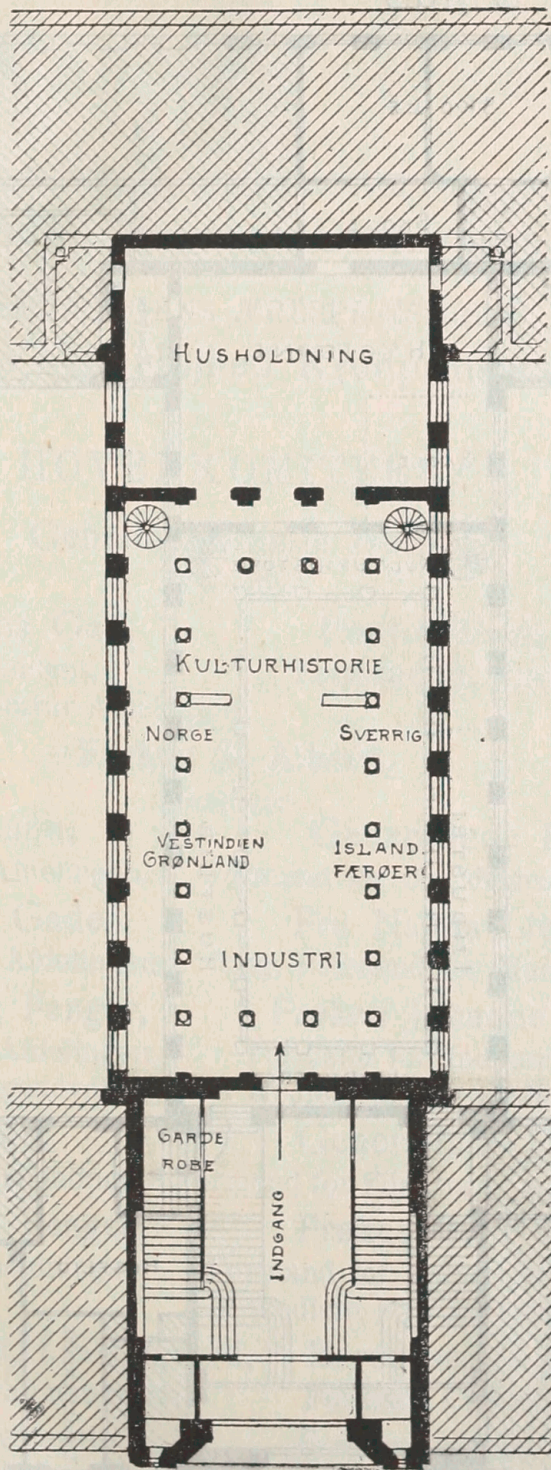 HUSHOLDNING
KULTURHISTORIE
NORGE
SVERRIG
VESTINDIEN
GRØNLAND
ISLAND
FÆRØER
INDUSTRI
GARDE
ROBE
INDGANG